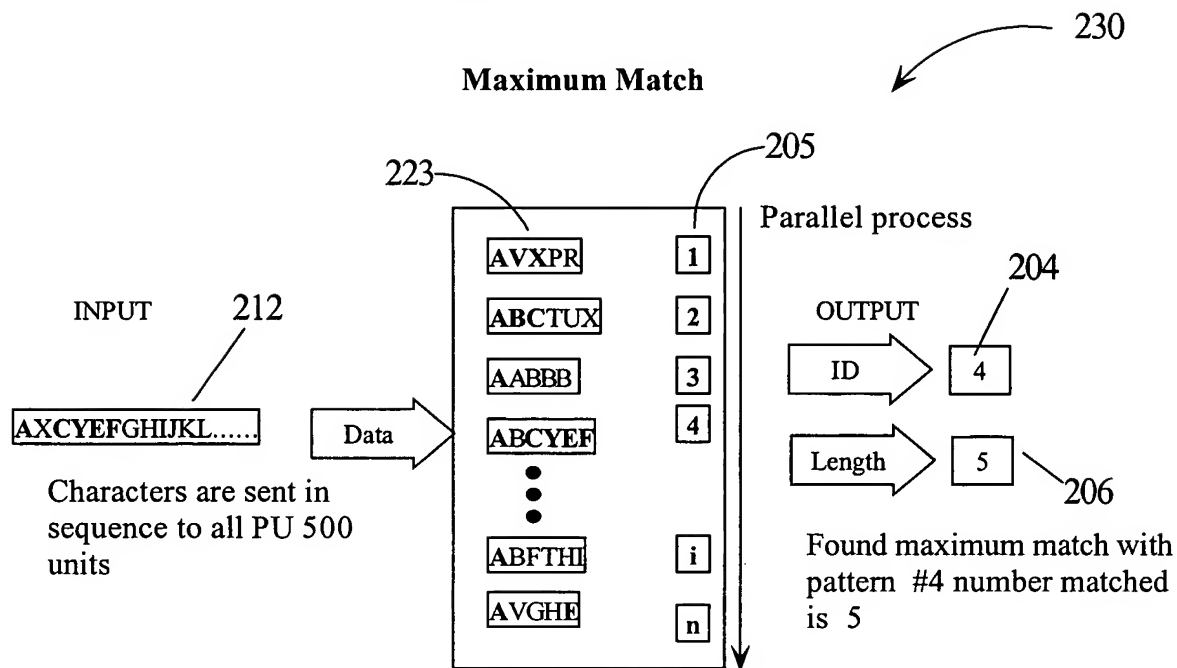 230
Maximum Match
205
223
Parallel process
AVXPR
1
204
INPUT
212
ABCTUX
2
OUTPUT
AABBB
3
ID
4
AXCYEFGHIJKL......
Data
ABCYEF
4
Length
5
206
Characters are sent in
sequence to all PU 500
units
ABFTHI
i
Found maximum match with
pattern #4 number matched
is 5
AVGHE
n